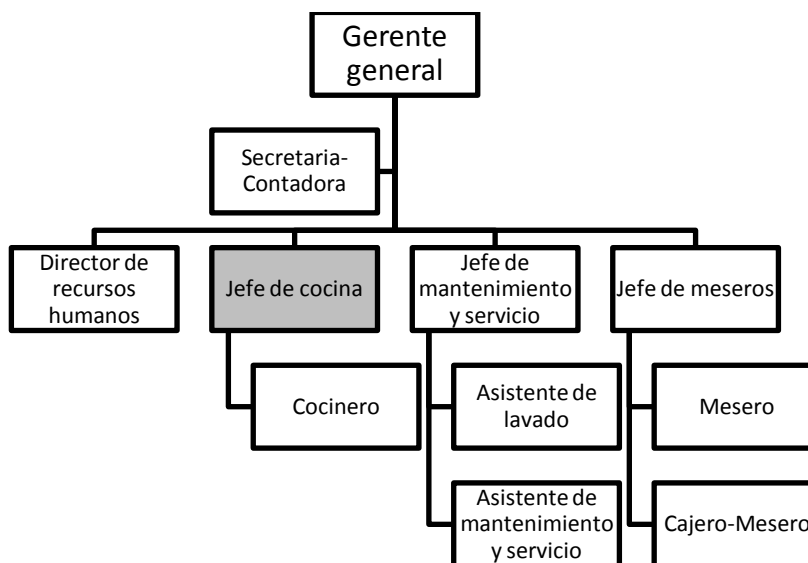 Gerente
general
Secretaria-
Contadora
Director de
recursos
humanos
Jefe de cocina
Jefe de
mantenimiento
y servicio
Jefe de meseros
Cocinero
Asistente de
lavado
Mesero
Asistente de
mantenimiento
y servicio
Cajero-Mesero